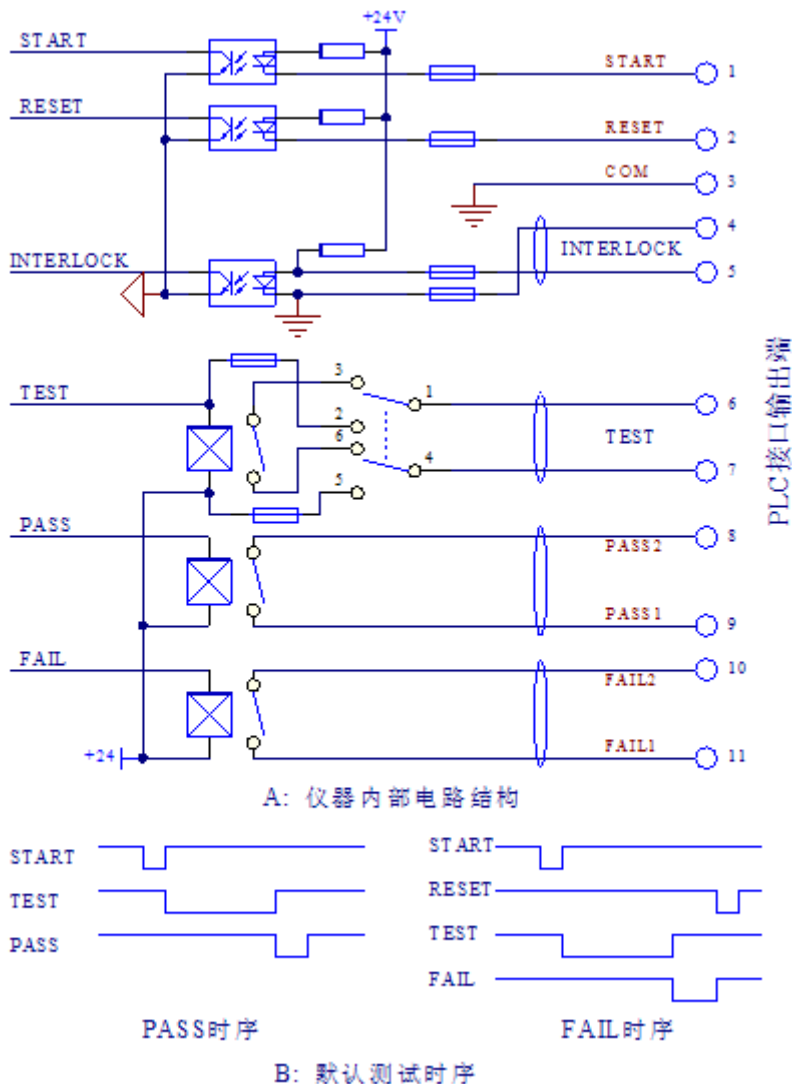 +24V
START
START
1
RESET
RESET
2
COM
3
4
INTERLOCK
INTERLOCK
5
PLC接口输出端
TEST
3
1
6
2
6
TEST
4
5
7
PASS
8
PASS2
PASS1
9
FAIL
10
FAIL2
+24
FAIL1
11
A: 仪器内部电路结构
START
TEST
PASS
START
RESET
TEST
FAIL
PASS时序
FAIL时序
B: 默认测试时序